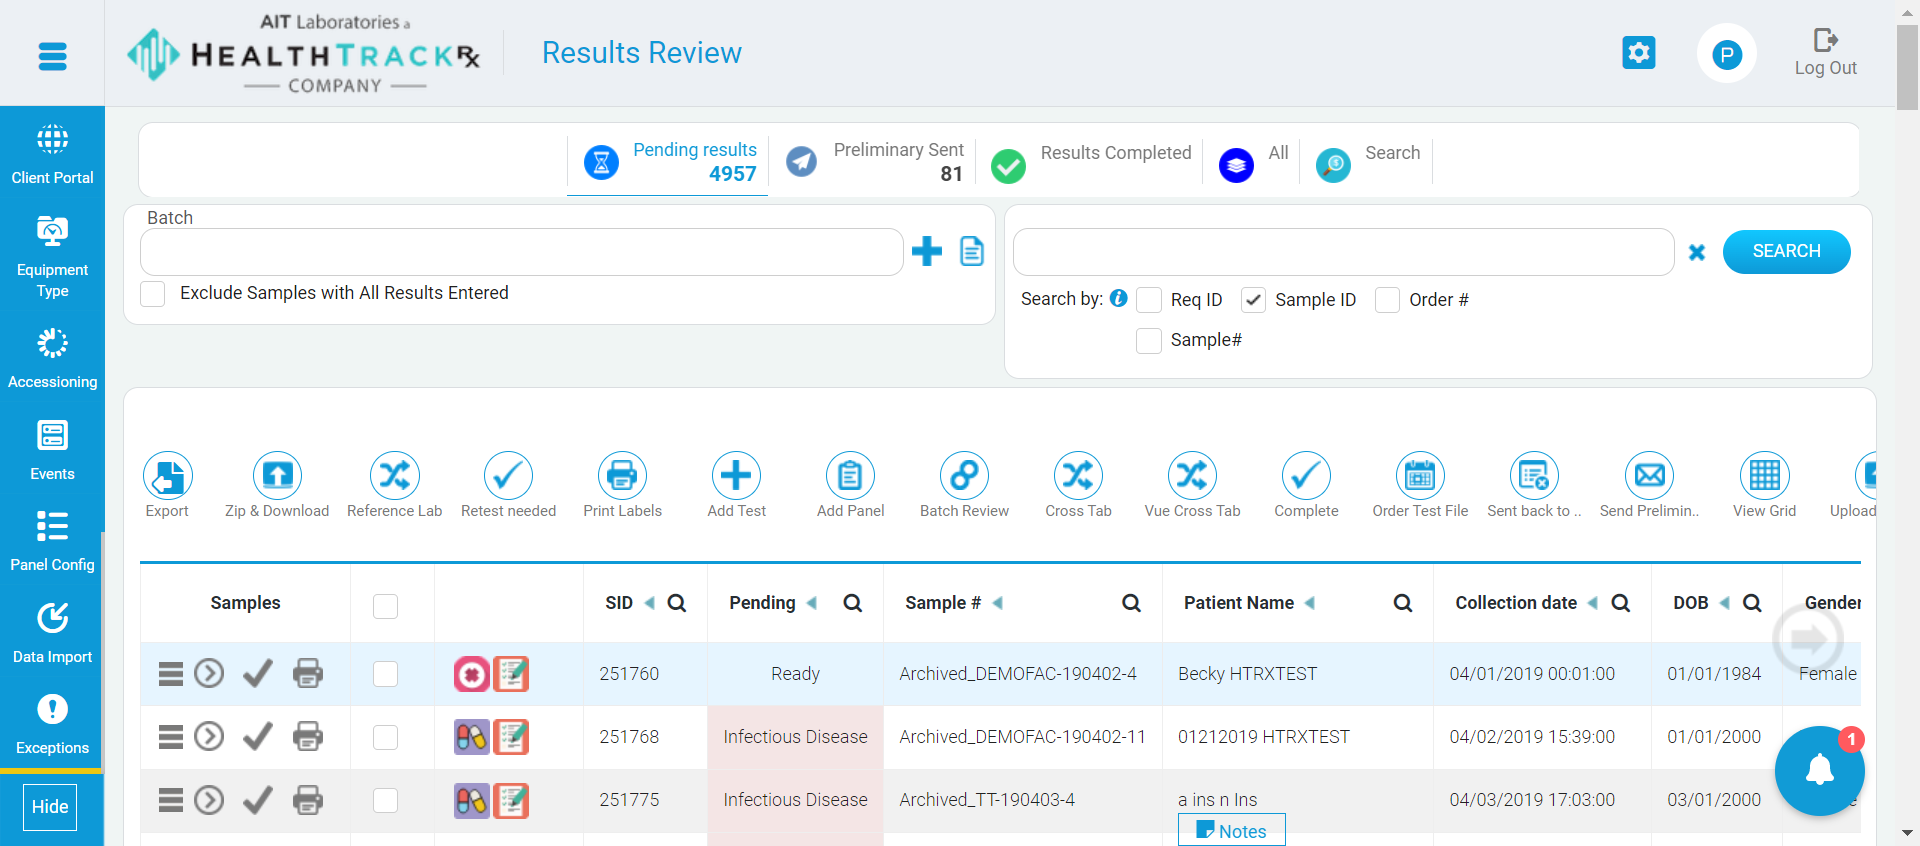 AIT Laboratories a
HEALTHTRACKRx
COMPANY
Results Review
P
Log Out
Client Portal
Equipment
Type
Accessioning
Events
Panel Config
Data Import
Exceptions
Hide
Pending results
4957
Preliminary Sent
81
Results Completed
All
Search
Batch
Exclude Samples with All Results Entered
SEARCH
Search by: i Req ID Sample ID Order #
Sample#
Export Zip & Download Reference Lab Retest needed Print Labels Add Test Add Panel Batch Review Cross Tab Vue Cross Tab Complete Order Test File Sent back to .. Send Prelimin.. View Grid Upload
Samples SID Pending Sample # Patient Name Collection date DOB Gender
251760 Ready Archived_DEMOFAC-190402-4 Becky HTRXTEST 04/01/2019 00:01:00 01/01/1984 Female
251768 Infectious Disease Archived_DEMOFAC-190402-11 01212019 HTRXTEST 04/02/2019 15:39:00 01/01/2000
1
251775 Infectious Disease Archived_TT-190403-4 a ins n Ins 04/03/2019 17:03:00 03/01/2000
Notes